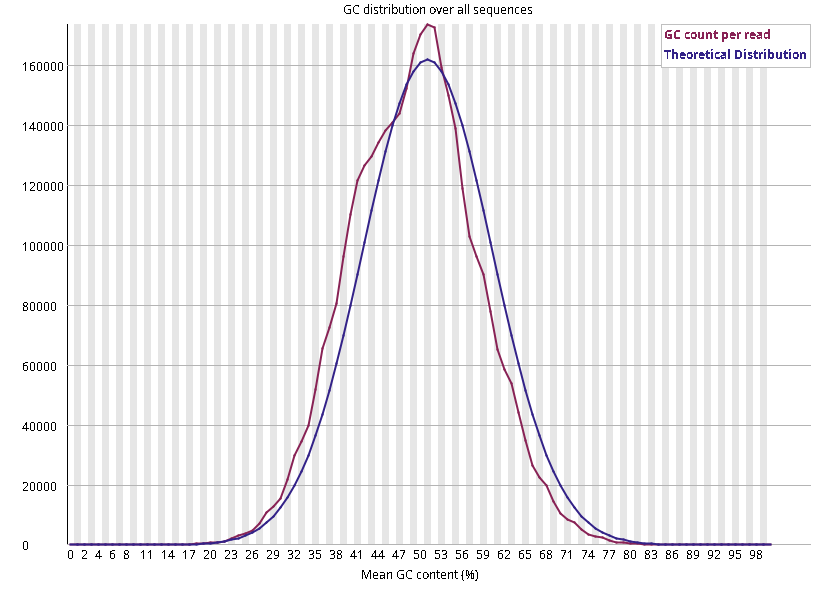 GC distribution over all sequences
GC count per read
Theoretical Distribution
160000
140000
120000
100000
80000
60000
40000
20000
0
0 2 4 6 8 11 14 17 20 23 26 29 32 35 38 41 44 47 50 53 56 59 62 65 68 71 74 77 80 83 86 89 92 95 98
Mean GC content (%)